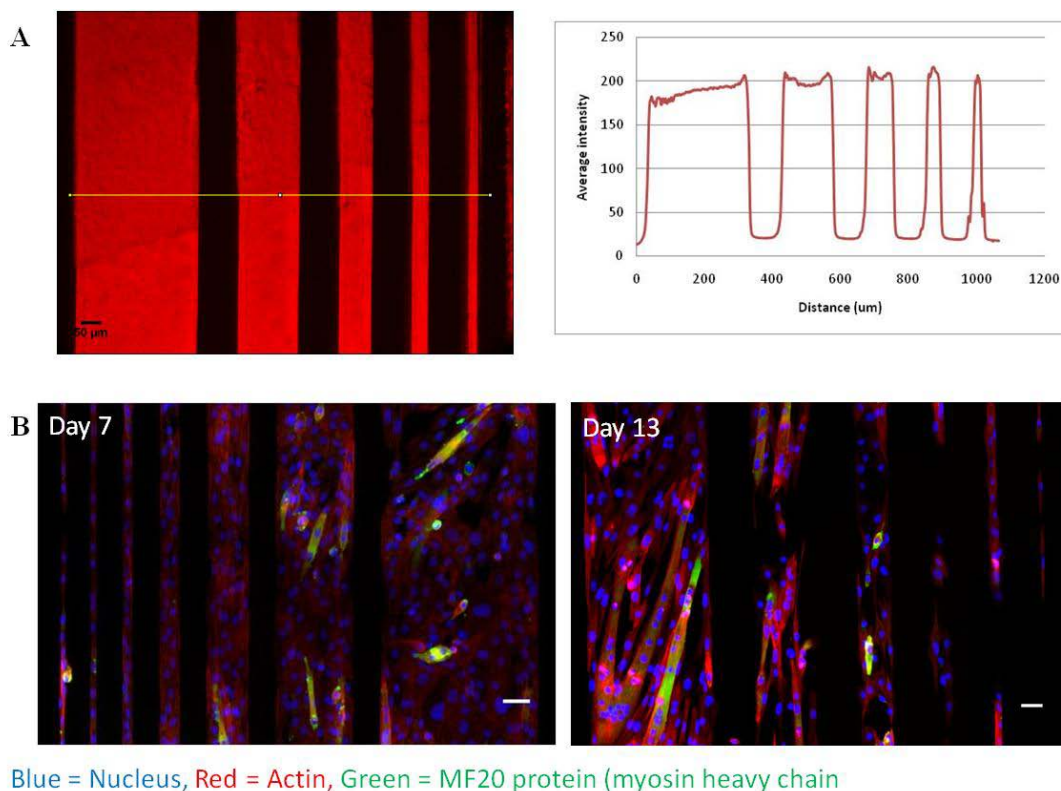 A
50 µm
250
200
150
100
50
0
Average intensity
0 200 400 600 800 1000 1200
Distance (um)
B
Day 7
Day 13
Blue = Nucleus, Red = Actin, Green = MF20 protein (myosin heavy chain